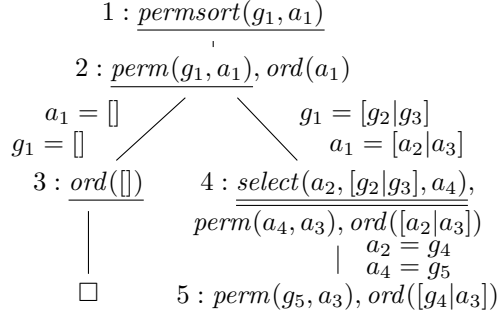 1 : permsort(g₁, a₁)
2 : perm(g₁, a₁), ord(a₁)
a₁ = []
g₁ = []
g₁ = [g₂|g₃]
a₁ = [a₂|a₃]
3 : ord([])
4 : select(a₂, [g₂|g₃], a₄),
perm(a₄, a₃), ord([a₂|a₃])
a₂ = g₄
a₄ = g₅
□
5 : perm(g₅, a₃), ord([g₄|a₃])